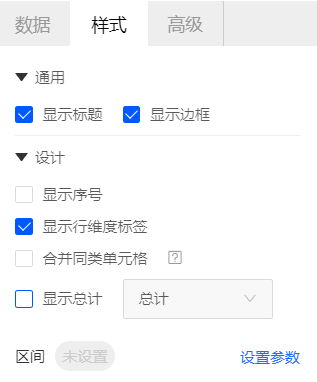 数据 样式 高级
通用
显示标题 显示边框
设计
显示序号
显示行维度标签
合并同类单元格 ?
显示总计 总计
区间 未设置 设置参数